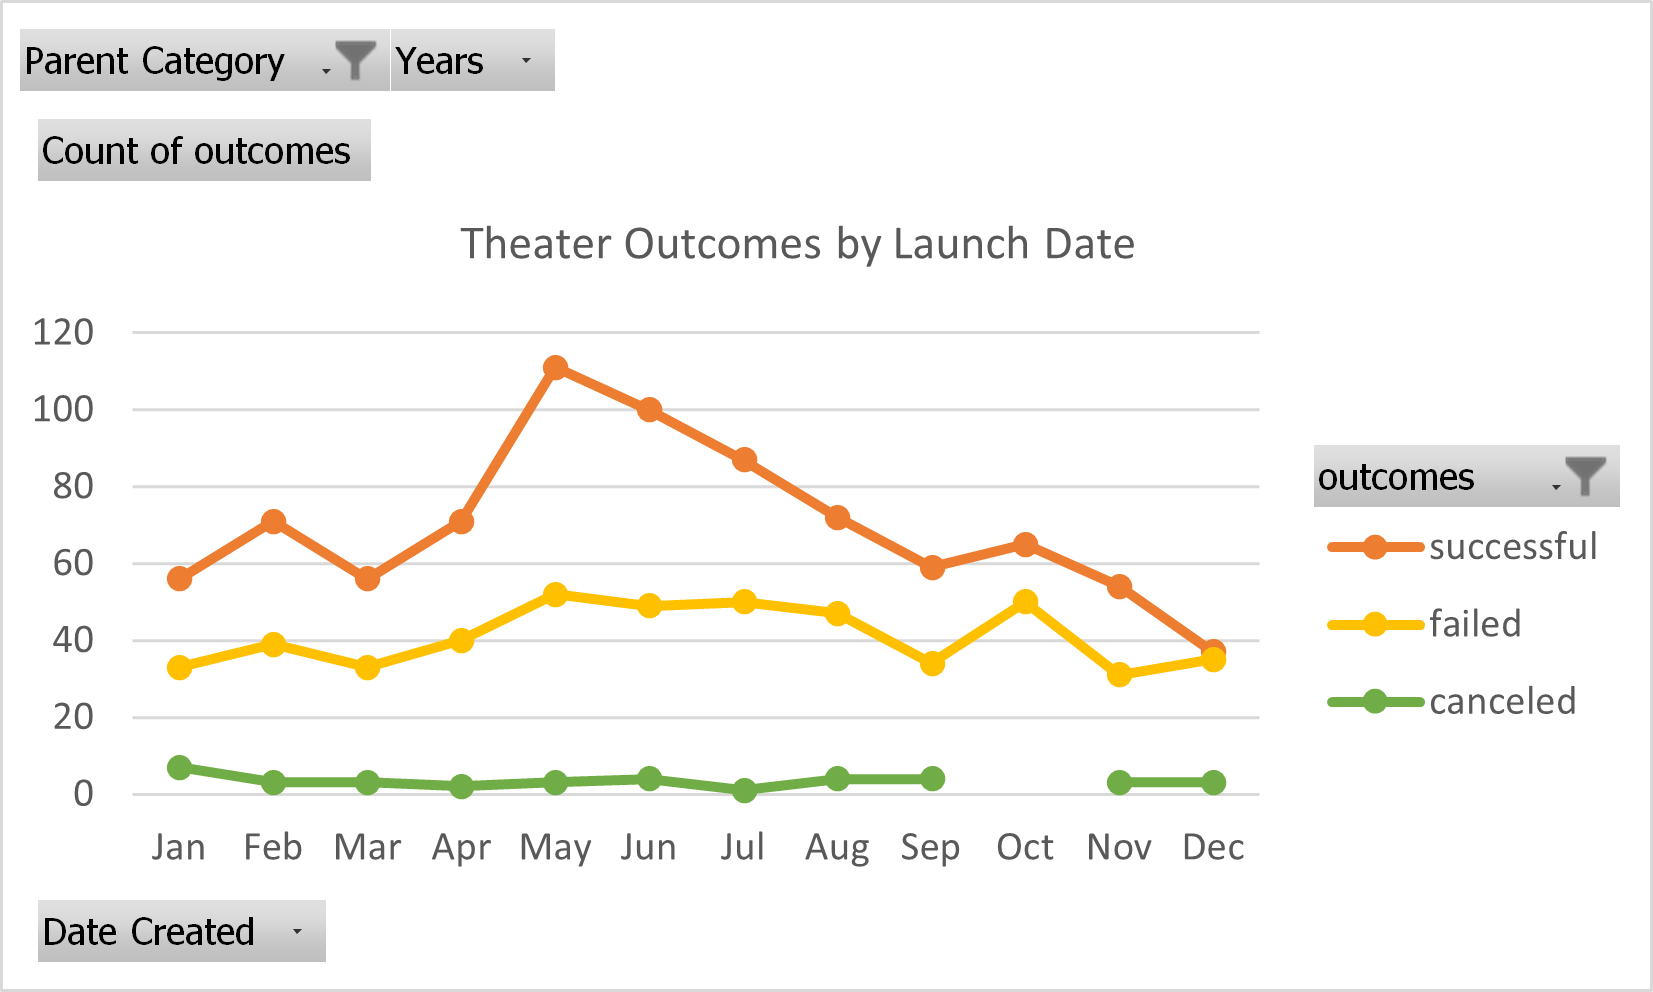 Parent Category Years
Count of outcomes
Theater Outcomes by Launch Date
120
100
80
60
40
20
0
Jan Feb Mar Apr May Jun Jul Aug Sep Oct Nov Dec
outcomes
successful
failed
canceled
Date Created